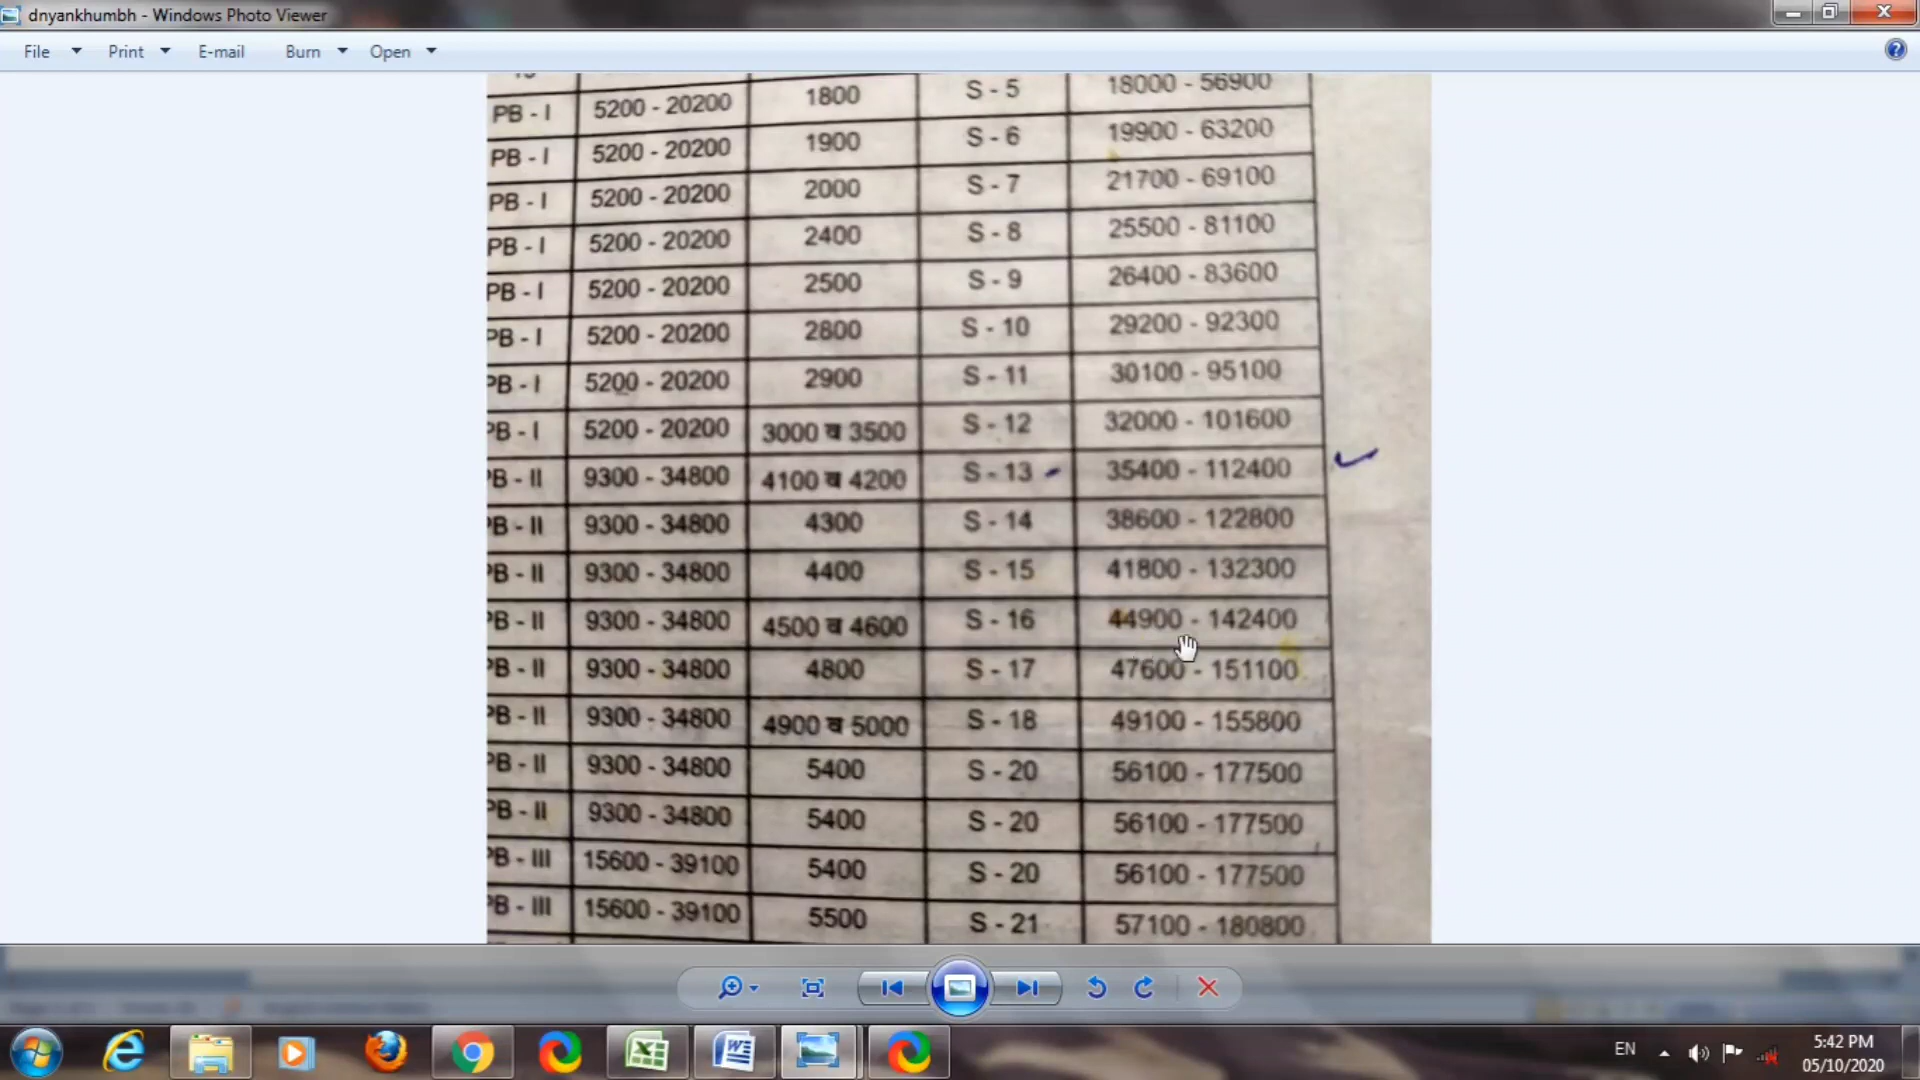 dnyankhumbh - Windows Photo Viewer
File Print E-mail Burn Open
PB - I 5200 - 20200 1800 S - 5 18000 - 56900
PB - I 5200 - 20200 1900 S - 6 19900 - 63200
PB - I 5200 - 20200 2000 S - 7 21700 - 69100
PB - I 5200 - 20200 2400 S - 8 25500 - 81100
PB - I 5200 - 20200 2500 S - 9 26400 - 83600
PB - I 5200 - 20200 2800 S - 10 29200 - 92300
PB - I 5200 - 20200 2900 S - 11 30100 - 95100
PB - I 5200 - 20200 3000 व 3500 S - 12 32000 - 101600
PB - II 9300 - 34800 4100 व 4200 S - 13 35400 - 112400
PB - II 9300 - 34800 4300 S - 14 38600 - 122800
PB - II 9300 - 34800 4400 S - 15 41800 - 132300
PB - II 9300 - 34800 4500 व 4600 S - 16 44900 - 142400
PB - II 9300 - 34800 4800 S - 17 47600 - 151100
PB - II 9300 - 34800 4900 व 5000 S - 18 49100 - 155800
PB - II 9300 - 34800 5400 S - 20 56100 - 177500
PB - II 9300 - 34800 5400 S - 20 56100 - 177500
PB - III 15600 - 39100 5400 S - 20 56100 - 177500
PB - III 15600 - 39100 5500 S - 21 57100 - 180800
EN
5:42 PM
05/10/2020